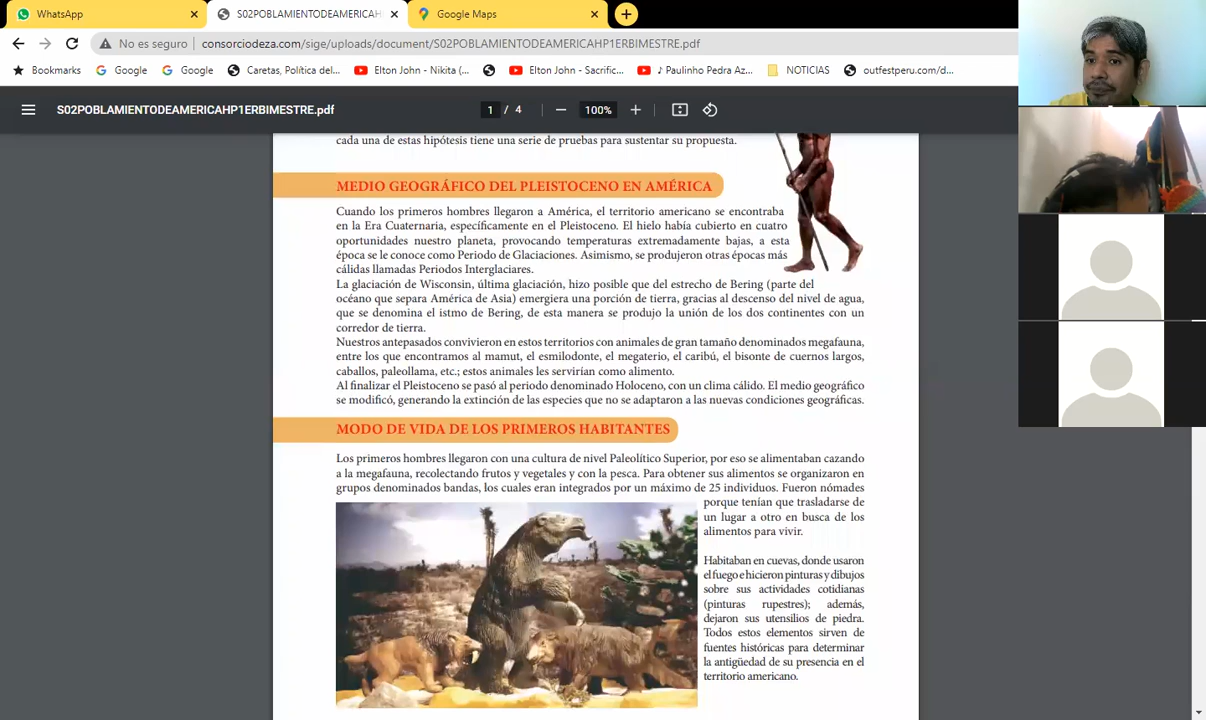 WhatsApp
S02POBLAMIENTODEAMERICAH
Google Maps
No es seguro
consorciodeza.com/sige/uploads/document/S02POBLAMIENTODEAMERICAHP1ERBIMESTRE.pdf
Bookmarks
Google
Google
Caretas, Política del...
Elton John - Nikita (...
Elton John - Sacrific...
♪ Paulinho Pedra Az...
NOTICIAS
outfestperu.com/d...
S02POBLAMIENTODEAMERICAHP1ERBIMESTRE.pdf
1 / 4
100%
cada una de estas hipótesis tiene una serie de pruebas para sustentar su propuesta.
MEDIO GEOGRÁFICO DEL PLEISTOCENO EN AMÉRICA
Cuando los primeros hombres llegaron a América, el territorio americano se encontraba
en la Era Cuaternaria, específicamente en el Pleistoceno. El hielo había cubierto en cuatro
oportunidades nuestro planeta, provocando temperaturas extremadamente bajas, a esta
época se le conoce como Periodo de Glaciaciones. Asimismo, se produjeron otras épocas más
cálidas llamadas Periodos Interglaciares.
La glaciación de Wisconsin, última glaciación, hizo posible que del estrecho de Bering (parte del
océano que separa América de Asia) emergiera una porción de tierra, gracias al descenso del nivel de agua,
que se denomina el istmo de Bering, de esta manera se produjo la unión de los dos continentes con un
corredor de tierra.
Nuestros antepasados convivieron en estos territorios con animales de gran tamaño denominados megafauna,
entre los que encontramos al mamut, el esmilodonte, el megaterio, el caribú, el bisonte de cuernos largos,
caballos, paleollama, etc.; estos animales les servirían como alimento.
Al finalizar el Pleistoceno se pasó al periodo denominado Holoceno, con un clima cálido. El medio geográfico
se modificó, generando la extinción de las especies que no se adaptaron a las nuevas condiciones geográficas.
MODO DE VIDA DE LOS PRIMEROS HABITANTES
Los primeros hombres llegaron con una cultura de nivel Paleolítico Superior, por eso se alimentaban cazando
a la megafauna, recolectando frutos y vegetales y con la pesca. Para obtener sus alimentos se organizaron en
grupos denominados bandas, los cuales eran integrados por un máximo de 25 individuos. Fueron nómades
porque tenían que trasladarse de
un lugar a otro en busca de los
alimentos para vivir.
Habitaban en cuevas, donde usaron
el fuego e hicieron pinturas y dibujos
sobre sus actividades cotidianas
(pinturas rupestres); además,
dejaron sus utensilios de piedra.
Todos estos elementos sirven de
fuentes históricas para determinar
la antigüedad de su presencia en el
territorio americano.